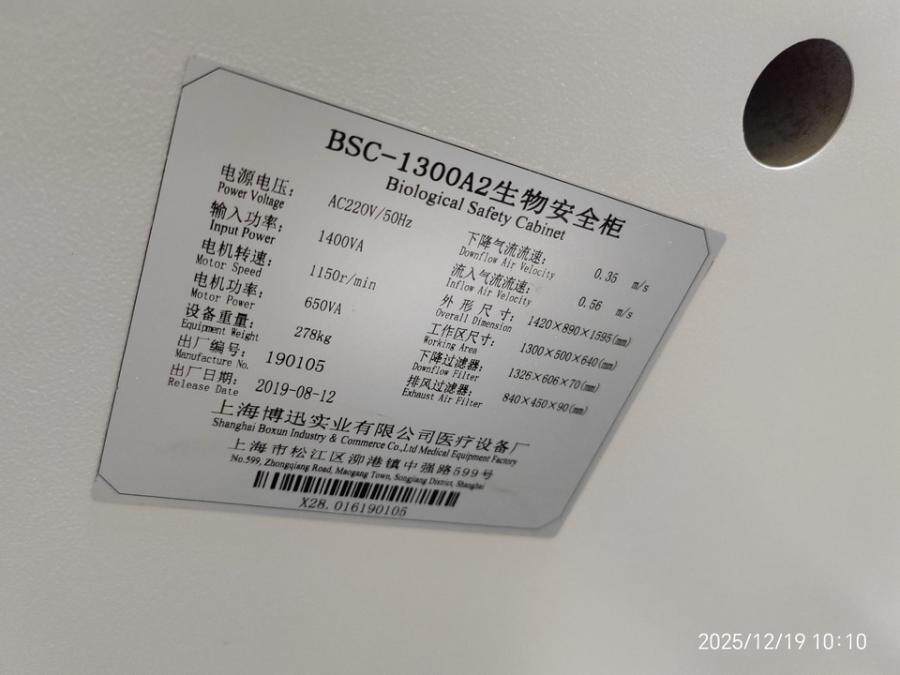 BSC-1300A2生物安全柜
Biological Safety Cabinet
电源电压: AC220V/50Hz
Power Voltage
输入功率: 1400VA
Input Power
电机转速: 1150r/min
Motor Speed
电机功率: 650VA
Motor Power
设备重量: 278kg
Equipment Weight
出厂编号: 190105
Manufacture No.
出厂日期: 2019-08-12
Release Date
下降气流流速: 0.35 m/s
Downflow Air Velocity
流入气流流速: 0.56 m/s
Inflow Air Velocity
外形尺寸: 1420×890×1595(mm)
Overall Dimension
工作区尺寸: 1300×500×640(mm)
Working Area
下降过滤器: 1326×606×70(mm)
Downflow Filter
排风过滤器: 840×450×90(mm)
Exhaust Air Filter
上海博迅实业有限公司医疗设备厂
Shanghai Boxun Industry & Commerce Co.,Ltd Medical Equipment Factory
上海市松江区泖港镇中强路599号
No.599, Zhongqiang Road, Maogang Town, Songjiang District, Shanghai
X28.016190105
2025/12/19 10:10